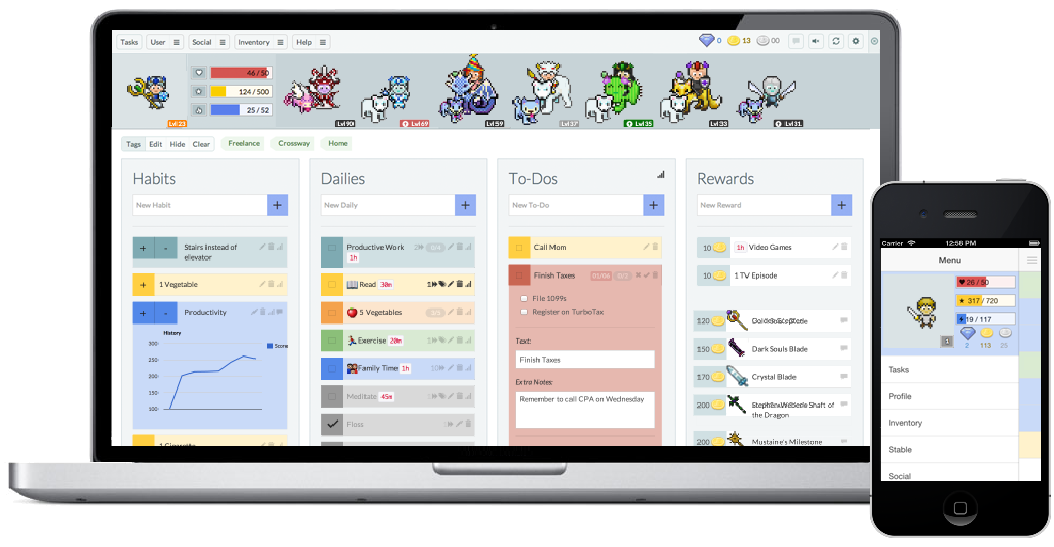 Tasks User Social Inventory Help 0 13 00
46 / 50
124 / 500
25 / 52
Lvl 23 Lvl 90 Lvl 69 Lvl 59 Lvl 37 Lvl 35 Lvl 33 Lvl 31
Tags Edit Hide Clear Freelance Crossway Home
Habits
New Habit +
+ - Stairs instead of
elevator
+ 1 Vegetable
+ - Productivity
History
300
250
200
150
100
Score
1 Cigarette
Dailies
New Daily +
Productive Work
1h
Read 30m
5 Vegetables
Exercise 20m
Family Time 1h
Meditate 45m
Floss
To-Dos
New To-Do +
Call Mom
Finish Taxes 01/06 0/2
File 1099s
Register on TurboTax
Text:
Finish Taxes
Extra Notes:
Remember to call CPA on Wednesday
Rewards
New Reward +
10 1h Video Games
10 1 TV Episode
120
150 Dark Souls Blade
170 Crystal Blade
200 Shaft of
the Dragon
200 Mustaine's Milestone
Carrier 12:58 PM
Menu
26 / 50
317 / 720
19 / 117
1 2 113 25
Tasks
Profile
Inventory
Stable
Social